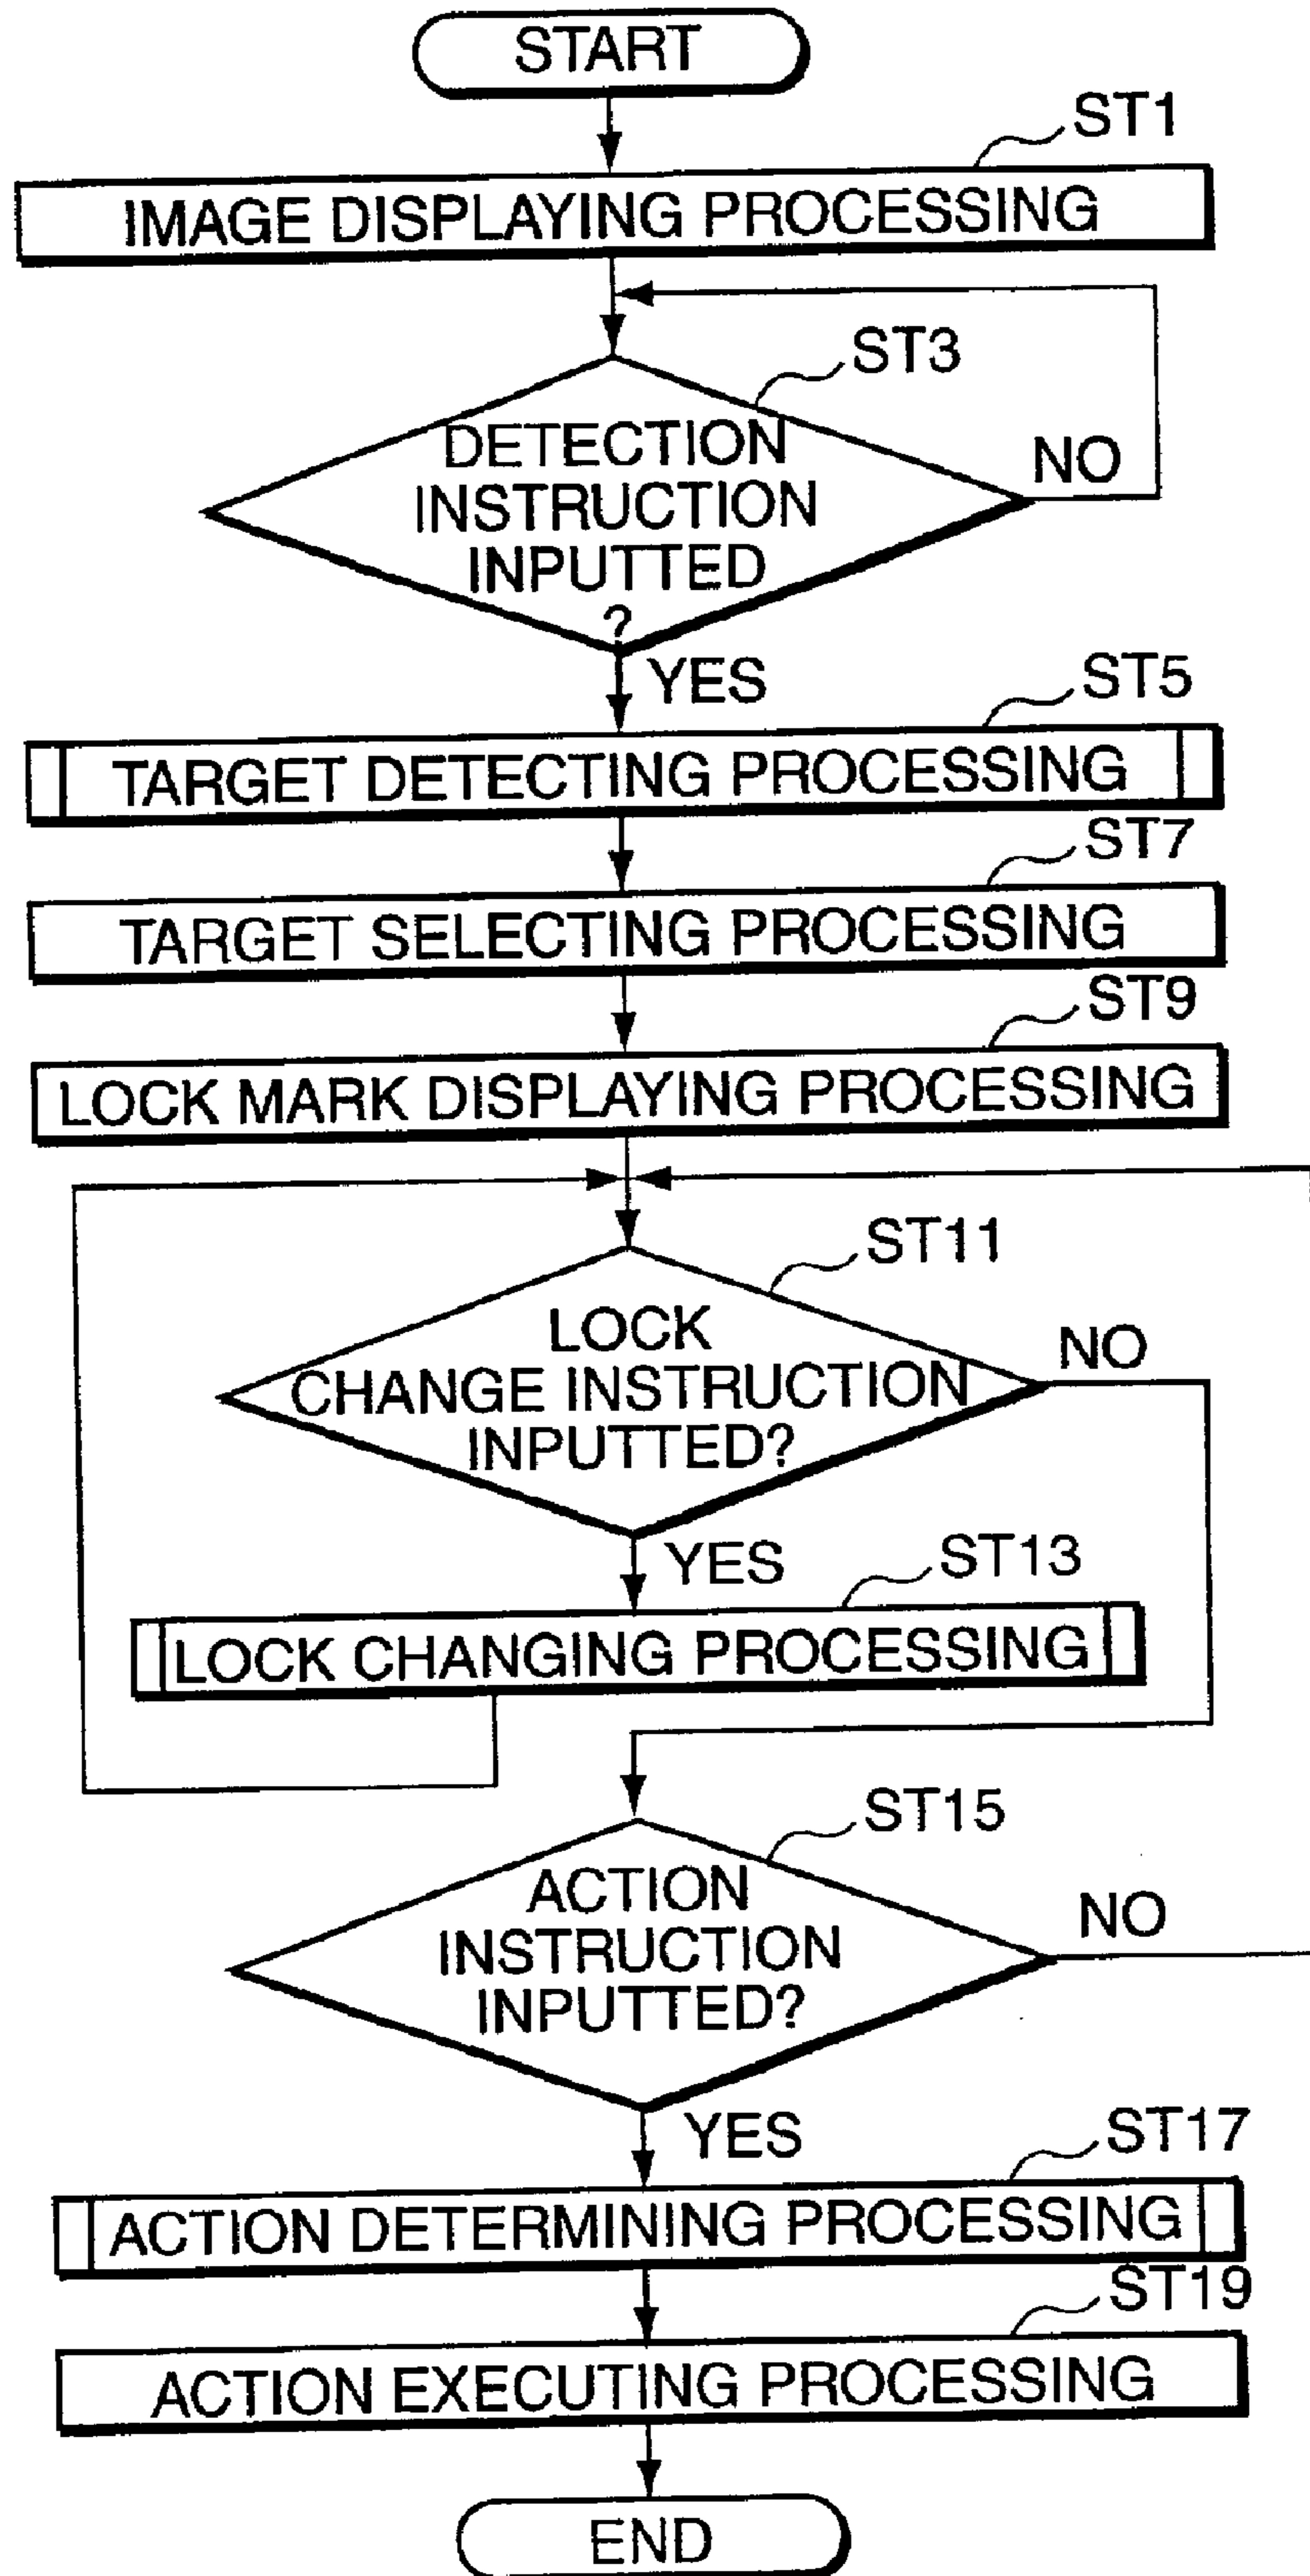 START
ST1
IMAGE DISPLAYING PROCESSING
ST3
DETECTION
INSTRUCTION
INPUTTED
?
NO
YES
ST5
TARGET DETECTING PROCESSING
ST7
TARGET SELECTING PROCESSING
ST9
LOCK MARK DISPLAYING PROCESSING
ST11
LOCK
CHANGE INSTRUCTION
INPUTTED?
NO
YES
ST13
LOCK CHANGING PROCESSING
ST15
ACTION
INSTRUCTION
INPUTTED?
NO
YES
ST17
ACTION DETERMINING PROCESSING
ST19
ACTION EXECUTING PROCESSING
END